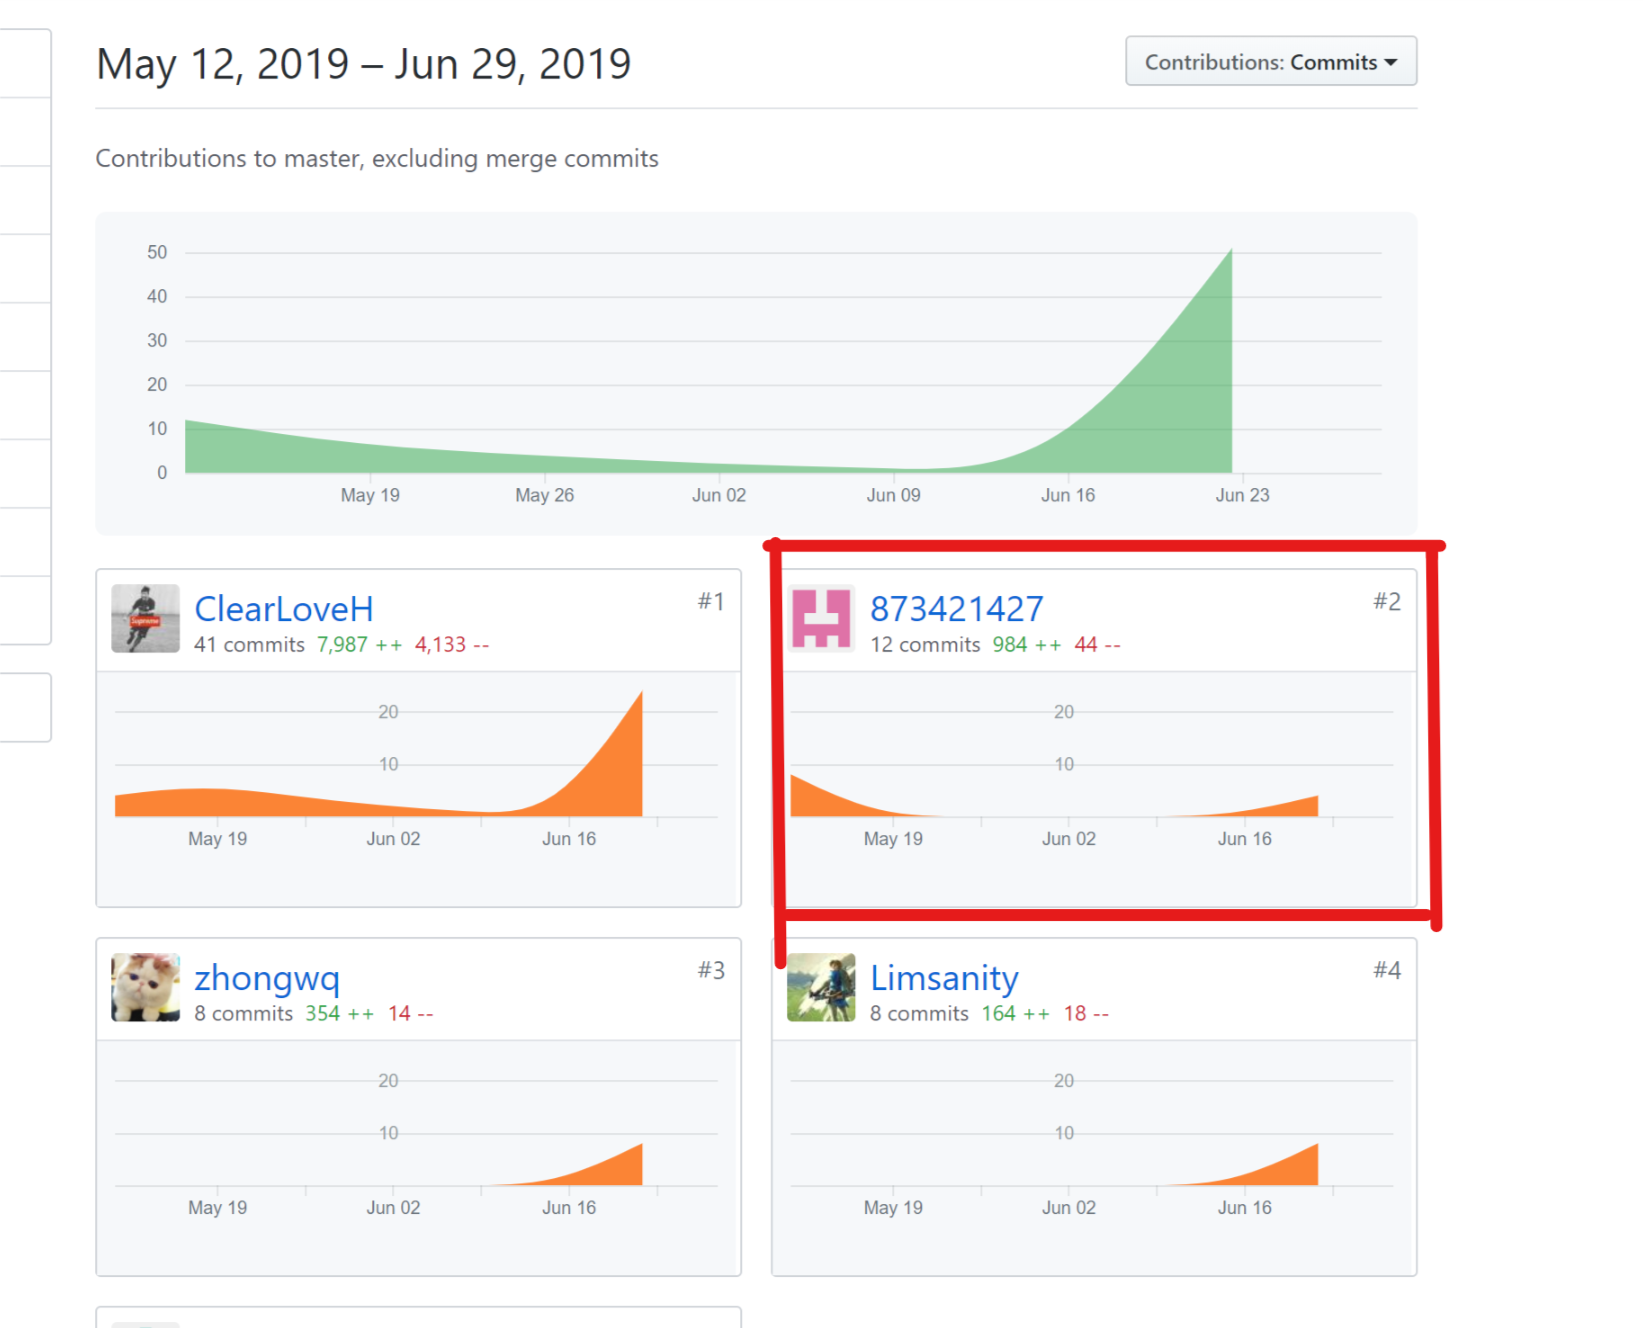 May 12, 2019 – Jun 29, 2019
Contributions: Commits
Contributions to master, excluding merge commits
50
40
30
20
10
0
May 19 May 26 Jun 02 Jun 09 Jun 16 Jun 23
ClearLoveH #1
41 commits 7,987 ++ 4,133 --
20
10
May 19 Jun 02 Jun 16
873421427 #2
12 commits 984 ++ 44 --
20
10
May 19 Jun 02 Jun 16
zhongwq #3
8 commits 354 ++ 14 --
20
10
May 19 Jun 02 Jun 16
Limsanity #4
8 commits 164 ++ 18 --
20
10
May 19 Jun 02 Jun 16